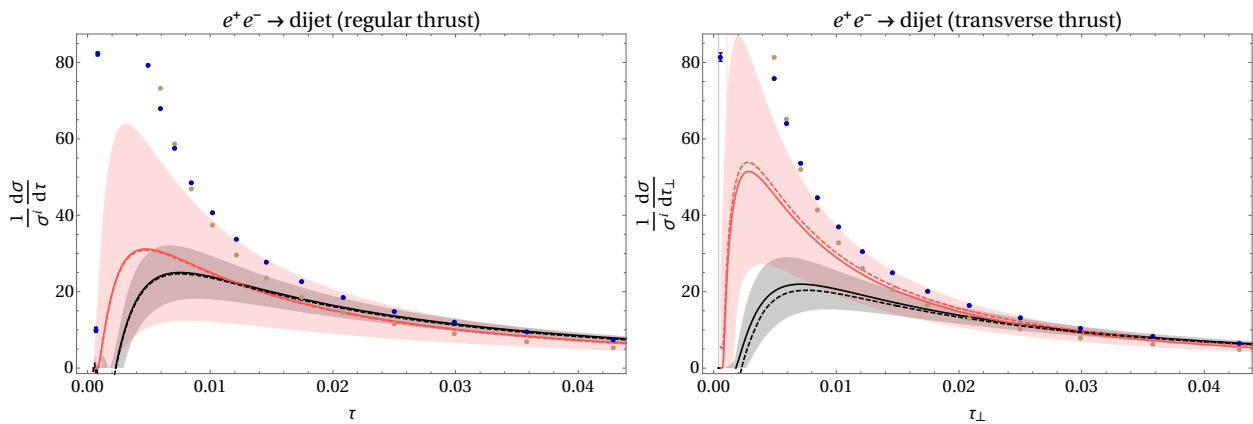 e⁺e⁻ → dijet (regular thrust)
80
60
40
20
0
1/σⁱ dσ/dτ
0.00 0.01 0.02 0.03 0.04
τ
e⁺e⁻ → dijet (transverse thrust)
80
60
40
20
0
1/σⁱ dσ/dτ⊥
0.00 0.01 0.02 0.03 0.04
τ⊥